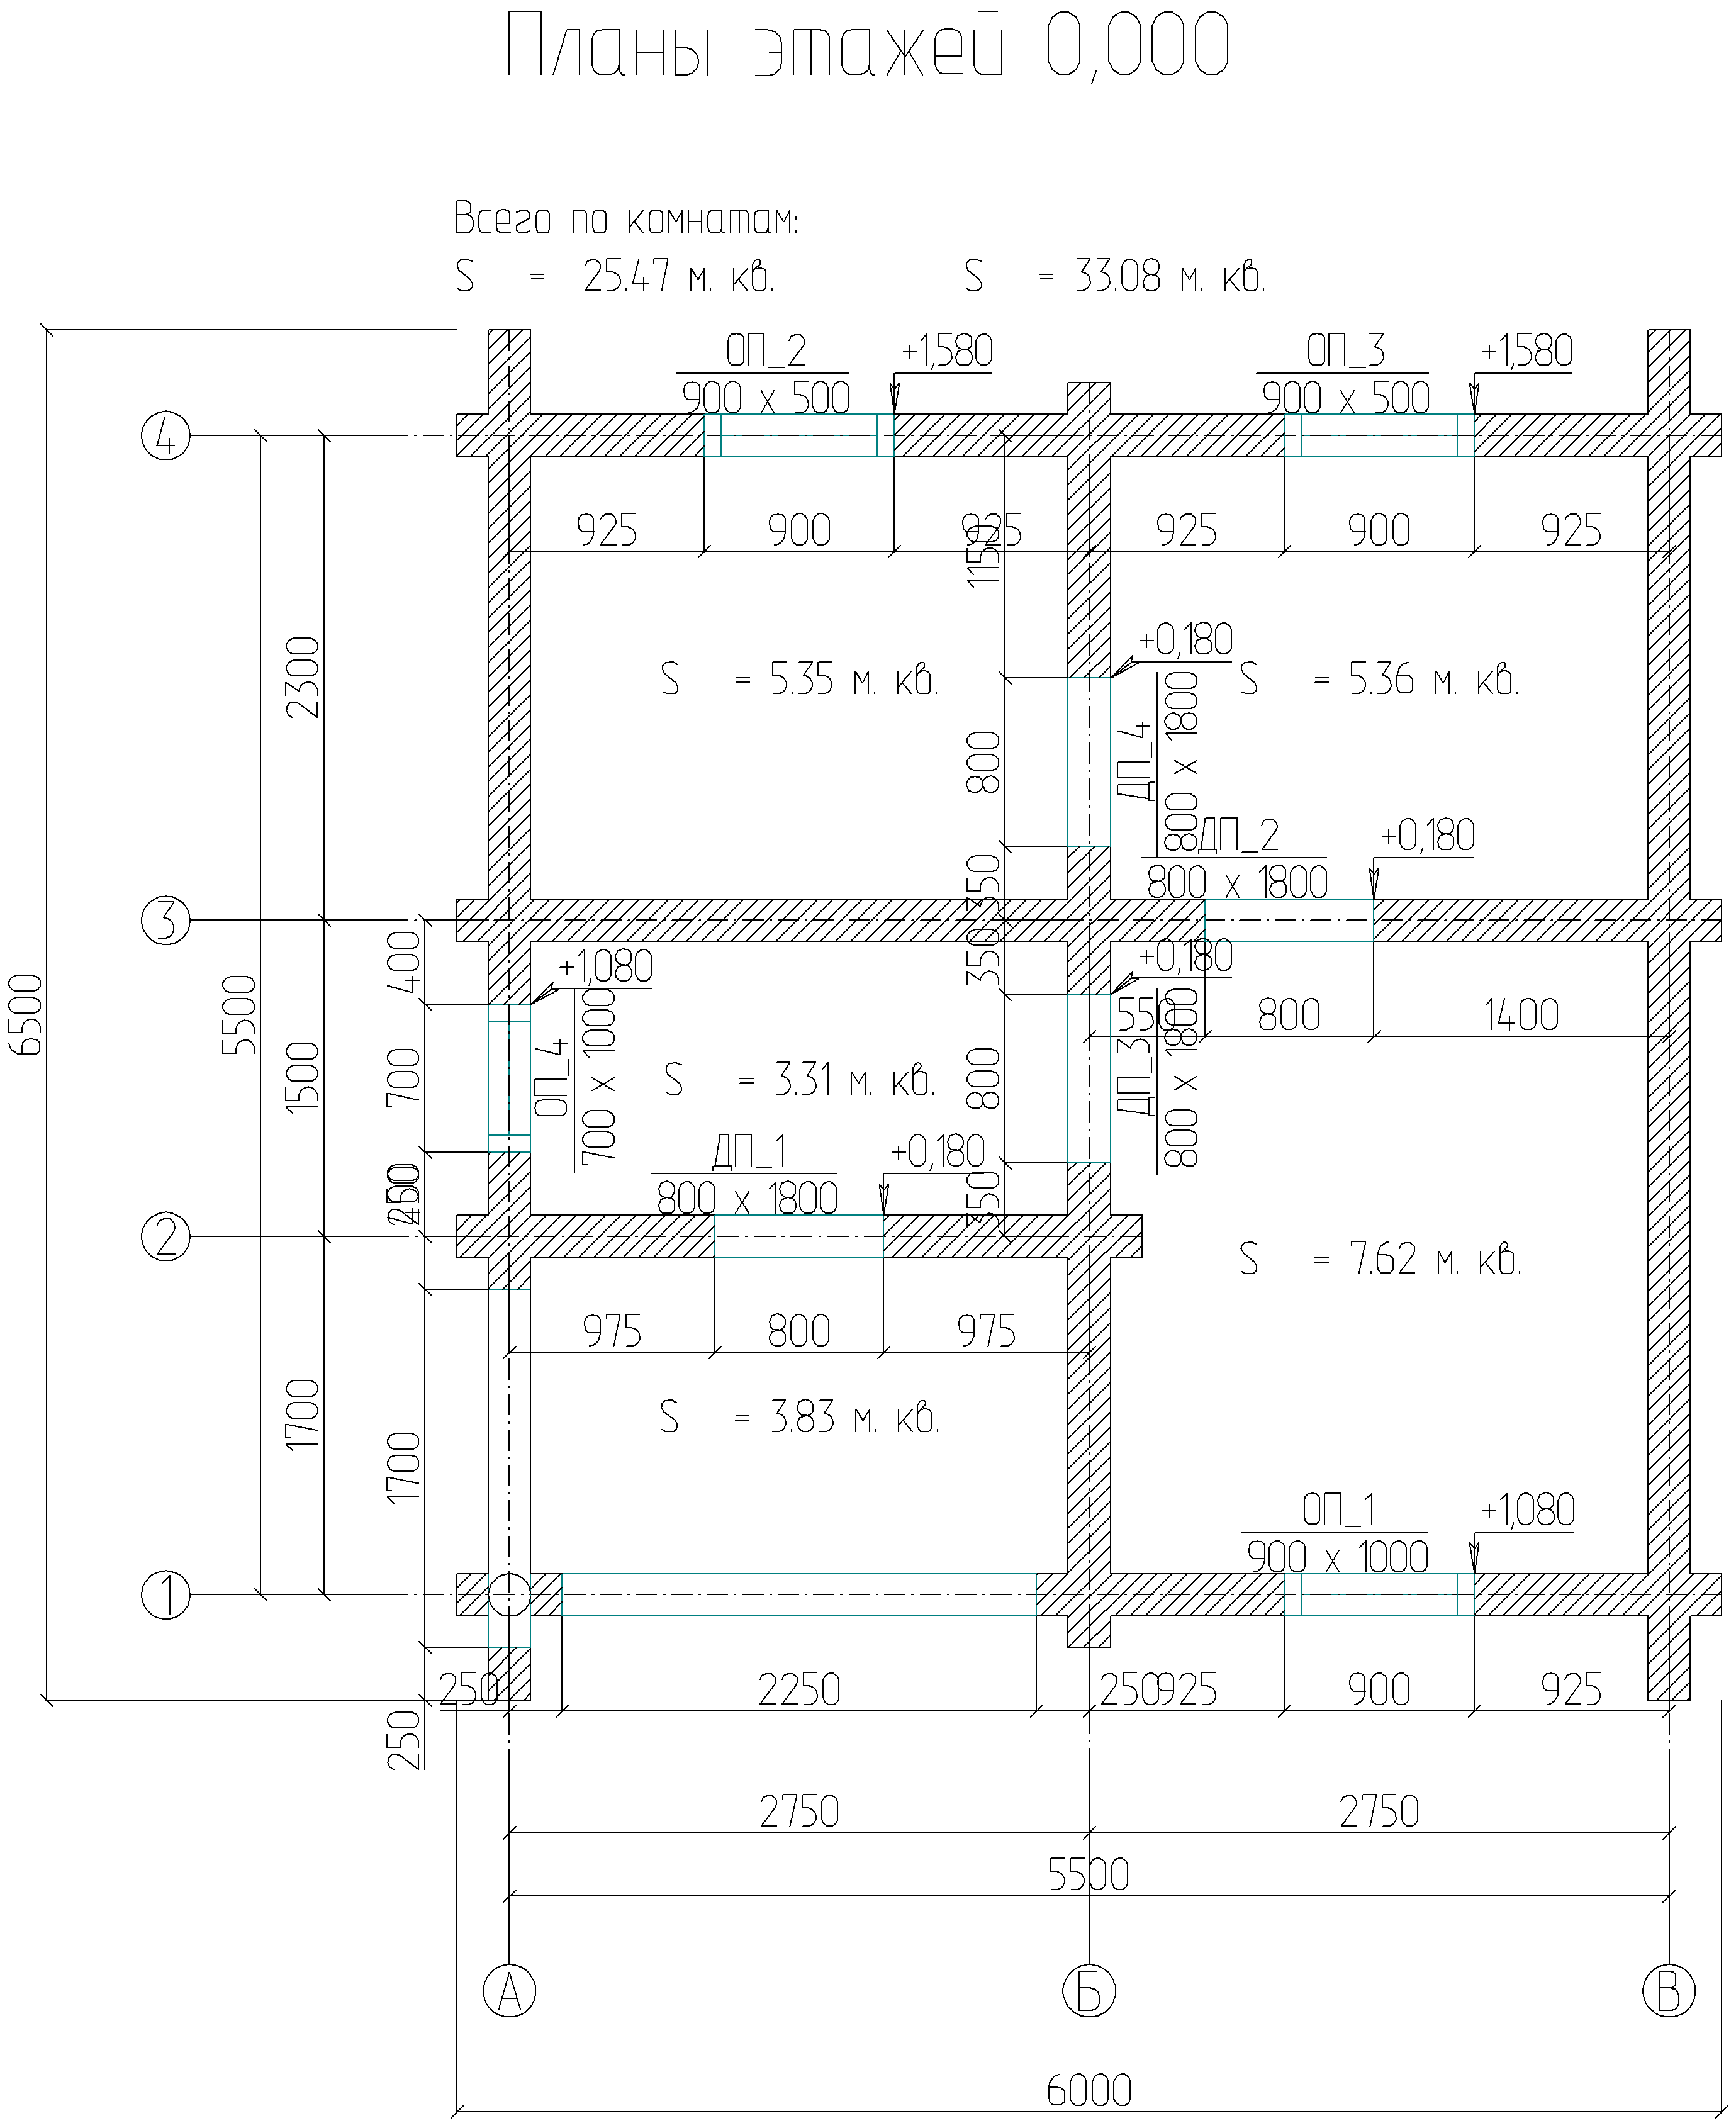 Планы этажей 0,000
Всего по комнатам:
S = 25.47 м. кв. S = 33.08 м. кв.
ОП_2 +1,580 ОП_3 +1,580
900 х 500 900 х 500
4
925 900 925 925 900 925
1150
2300
+0,180
S = 5.35 м. кв. S = 5.36 м. кв.
800
ДП_4
800 х 1800
ДП_2 +0,180
800 х 1800
350
3
400
350
+1,080 +0,180
6500
5500
1500
700
ОП_4
700 х 1000
550 800 1400
800
ДП_3
800 х 1800
S = 3.31 м. кв.
ДП_1 +0,180
800 х 1800
350
2
S = 7.62 м. кв.
975 800 975
1700
1700
S = 3.83 м. кв.
ОП_1 +1,080
900 х 1000
1
250 2250 250 925 900 925
250
2750 2750
5500
А Б В
6000